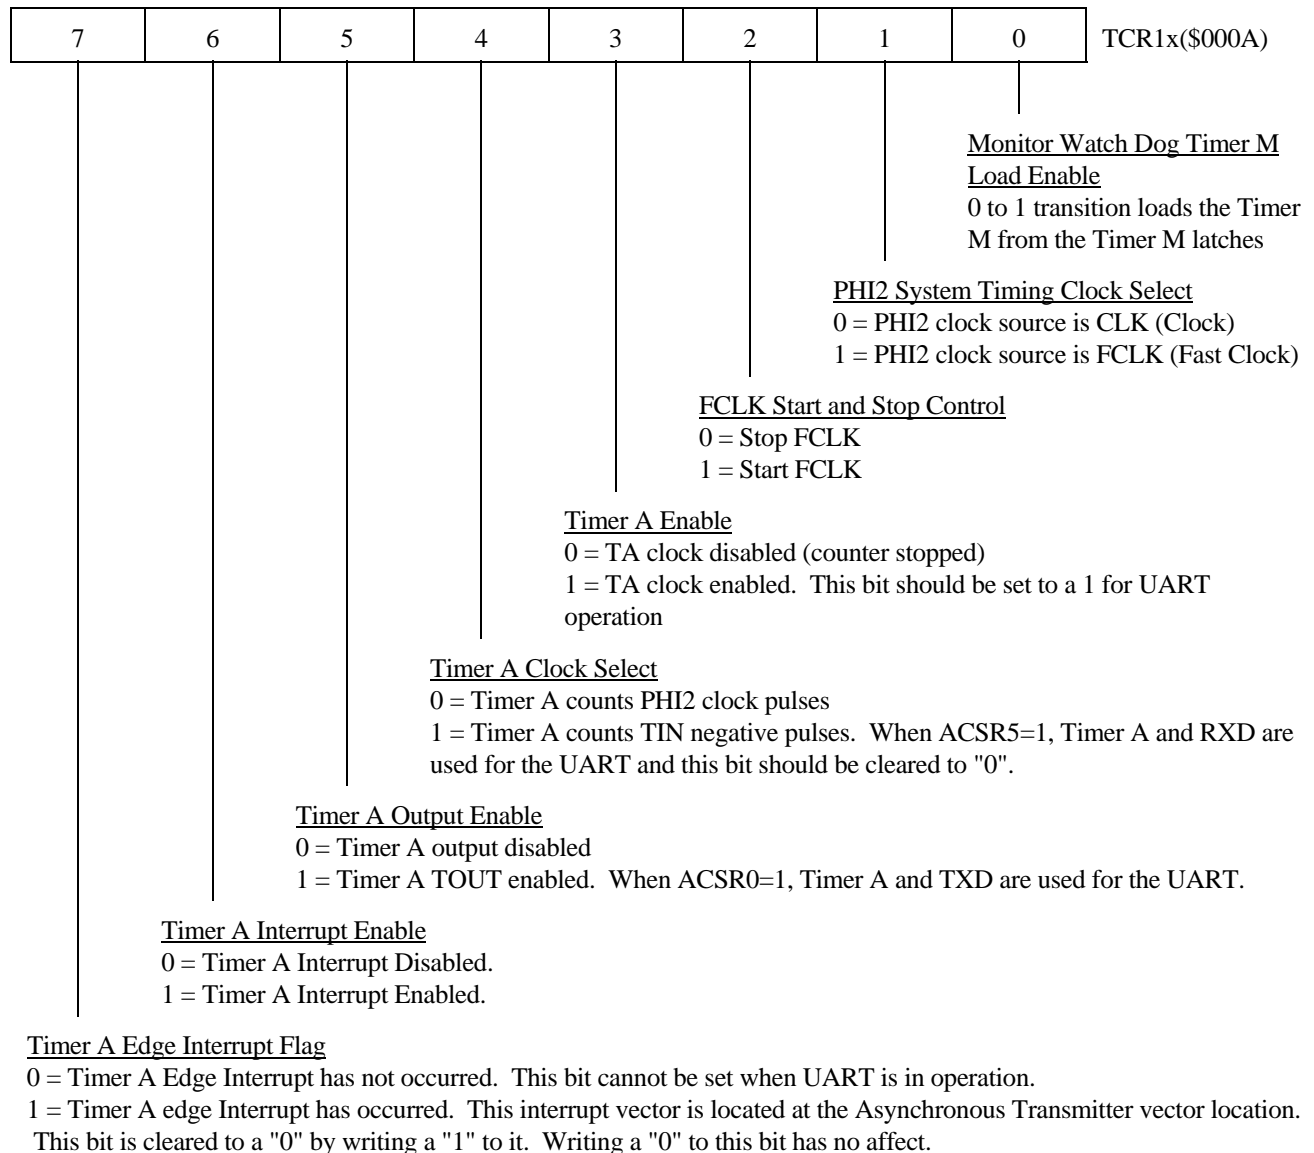 7 6 5 4 3 2 1 0 TCR1x($000A)
Monitor Watch Dog Timer M
Load Enable
0 to 1 transition loads the Timer
M from the Timer M latches
PHI2 System Timing Clock Select
0 = PHI2 clock source is CLK (Clock)
1 = PHI2 clock source is FCLK (Fast Clock)
FCLK Start and Stop Control
0 = Stop FCLK
1 = Start FCLK
Timer A Enable
0 = TA clock disabled (counter stopped)
1 = TA clock enabled.  This bit should be set to a 1 for UART
operation
Timer A Clock Select
0 = Timer A counts PHI2 clock pulses
1 = Timer A counts TIN negative pulses.  When ACSR5=1, Timer A and RXD are
used for the UART and this bit should be cleared to "0".
Timer A Output Enable
0 = Timer A output disabled
1 = Timer A TOUT enabled.  When ACSR0=1, Timer A and TXD are used for the UART.
Timer A Interrupt Enable
0 = Timer A Interrupt Disabled.
1 = Timer A Interrupt Enabled.
Timer A Edge Interrupt Flag
0 = Timer A Edge Interrupt has not occurred.  This bit cannot be set when UART is in operation.
1 = Timer A edge Interrupt has occurred.  This interrupt vector is located at the Asynchronous Transmitter vector location.
This bit is cleared to a "0" by writing a "1" to it.  Writing a "0" to this bit has no affect.